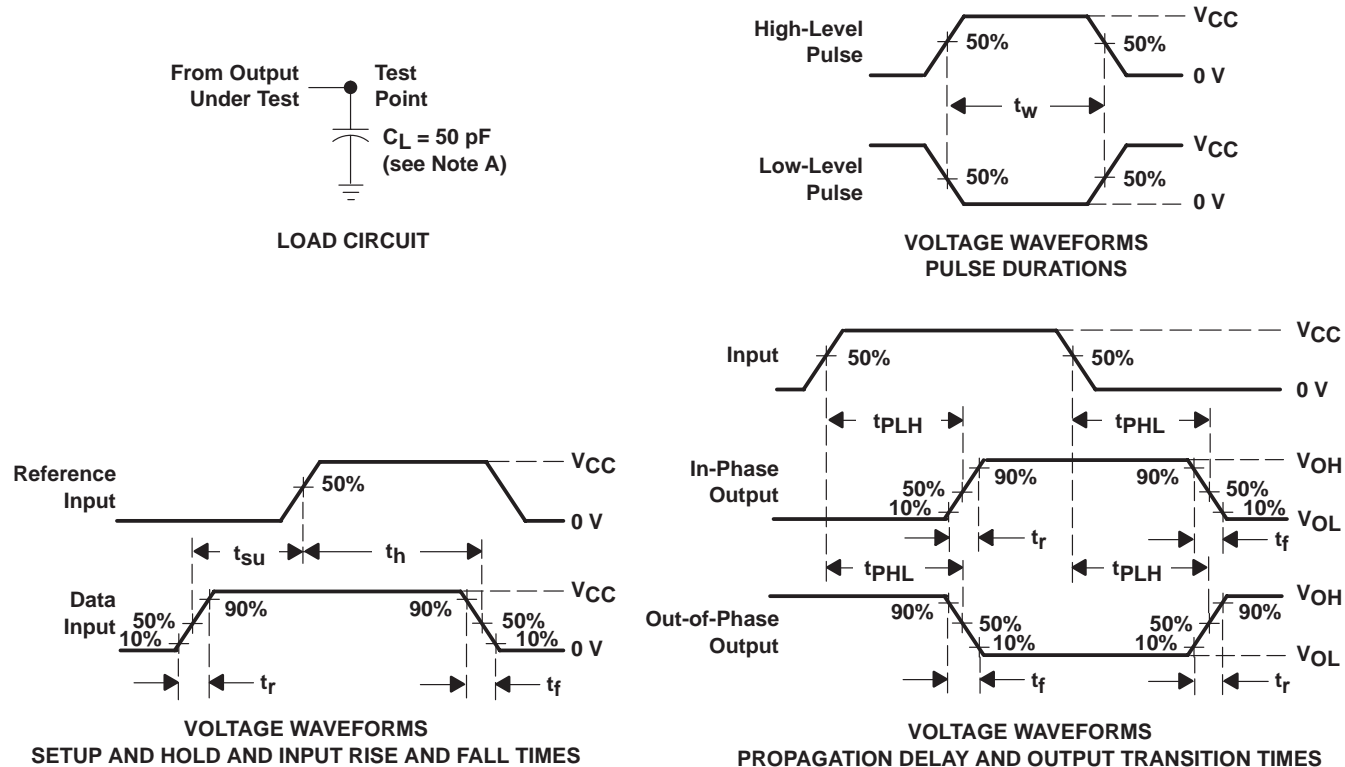 From Output
Under Test
Test
Point
CL = 50 pF
(see Note A)
LOAD CIRCUIT
High-Level
Pulse
50%
50%
VCC
0 V
tw
Low-Level
Pulse
50%
50%
VCC
0 V
VOLTAGE WAVEFORMS
PULSE DURATIONS
Reference
Input
50%
VCC
0 V
tsu
th
Data
Input
50%
10%
90%
90%
50%
10%
VCC
0 V
tr
tf
VOLTAGE WAVEFORMS
SETUP AND HOLD AND INPUT RISE AND FALL TIMES
Input
50%
50%
VCC
0 V
tPLH
tPHL
In-Phase
Output
50%
10%
90%
90%
50%
10%
VOH
VOL
tr
tf
tPHL
tPLH
Out-of-Phase
Output
90%
50%
10%
50%
10%
90%
VOH
VOL
tf
tr
VOLTAGE WAVEFORMS
PROPAGATION DELAY AND OUTPUT TRANSITION TIMES